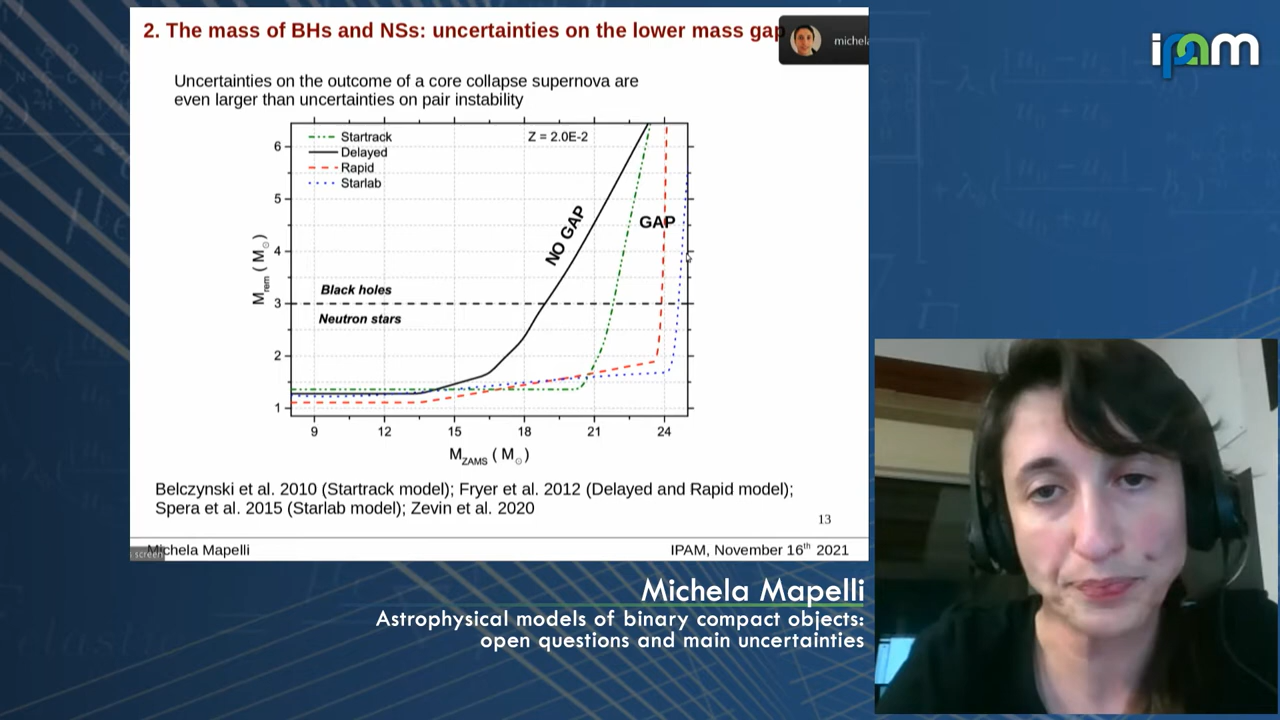 2. The mass of BHs and NSs: uncertainties on the lower mass gap
michela
ipam
Uncertainties on the outcome of a core collapse supernova are
even larger than uncertainties on pair instability
Startrack
Delayed
Rapid
Starlab
Z = 2.0E-2
NO GAP
GAP
Black holes
Neutron stars
6
5
4
3
2
1
M_rem ( M_⊙ )
9 12 15 18 21 24
M_ZAMS ( M_⊙ )
Belczynski et al. 2010 (Startrack model); Fryer et al. 2012 (Delayed and Rapid model);
Spera et al. 2015 (Starlab model); Zevin et al. 2020
13
screen
Michela Mapelli
IPAM, November 16th 2021
Michela Mapelli
Astrophysical models of binary compact objects:
open questions and main uncertainties